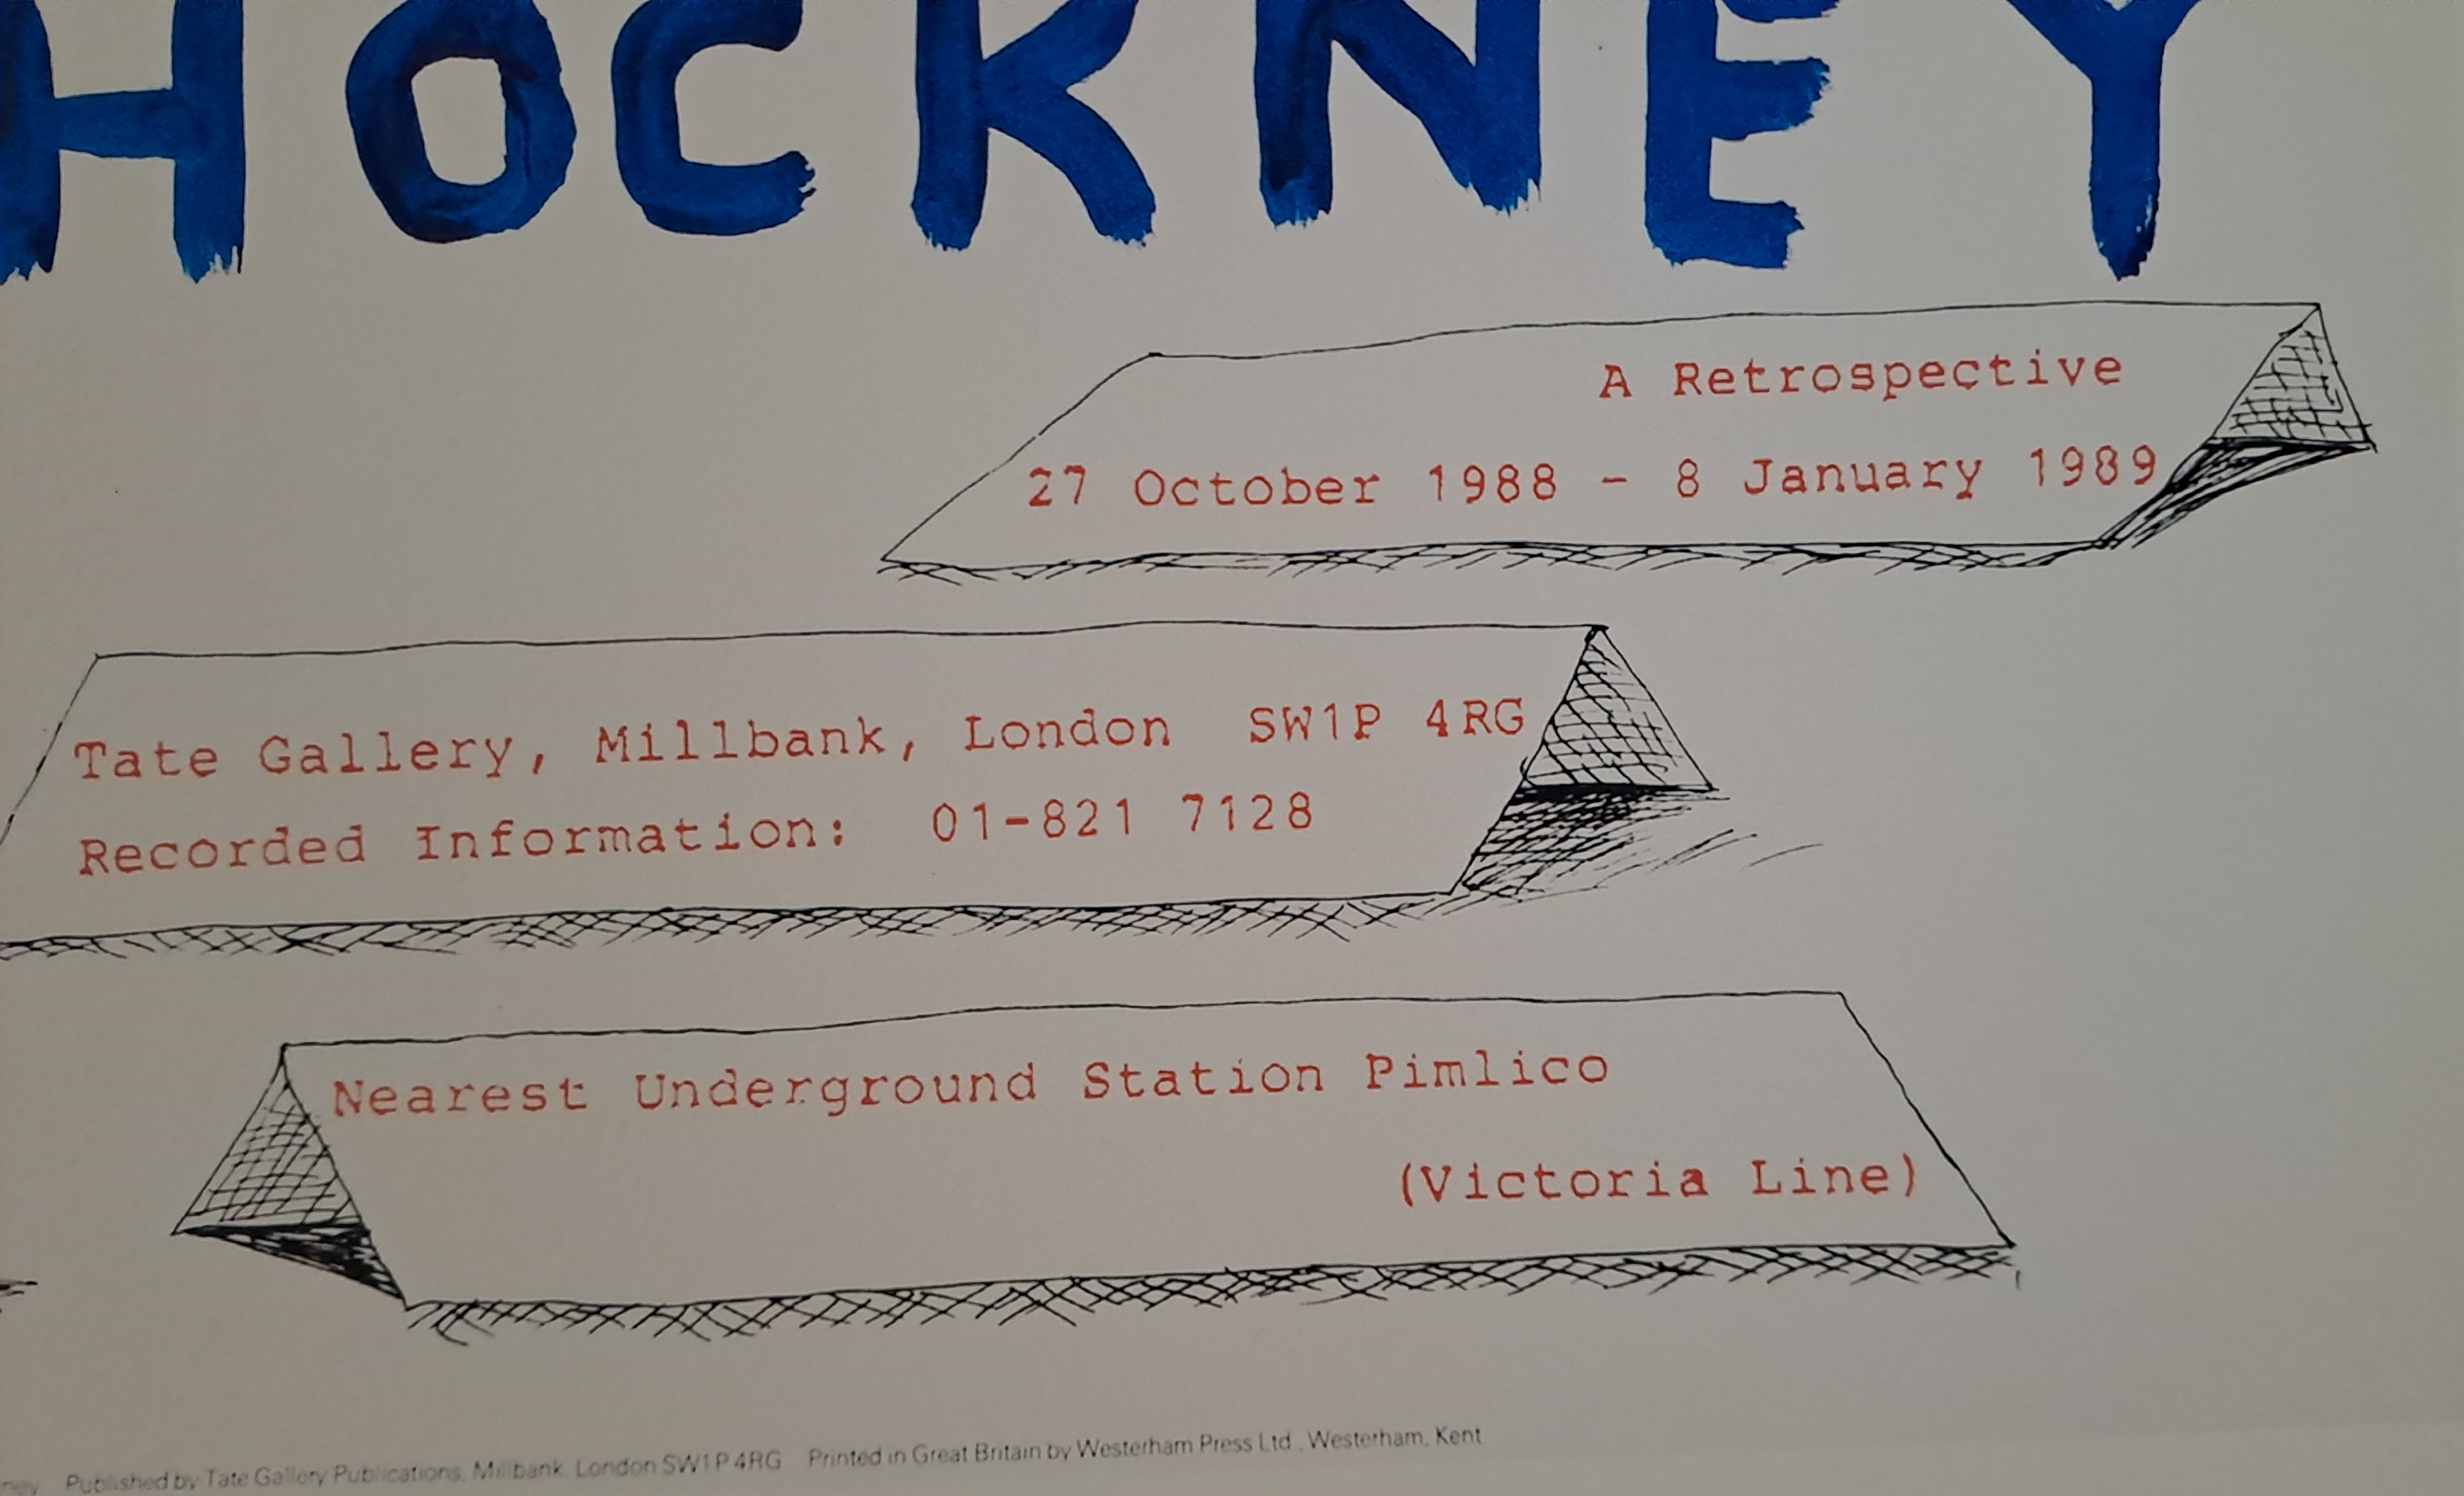 HOCKNEY
A Retrospective
27 October 1988 - 8 January 1989
Tate Gallery, Millbank, London SW1P 4RG
Recorded Information: 01-821 7128
Nearest Underground Station Pimlico
(Victoria Line)
Published by Tate Gallery Publications, Millbank, London SW1P 4RG Printed in Great Britain by Westerham Press Ltd., Westerham, Kent